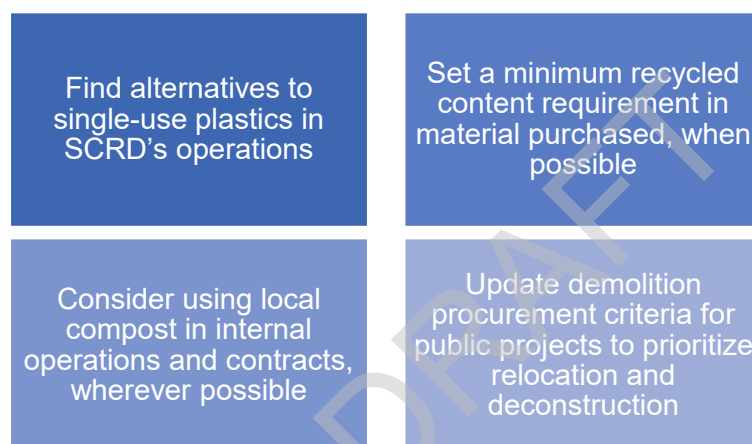 Find alternatives to
single-use plastics in
SCRD's operations
Set a minimum recycled
content requirement in
material purchased, when
possible
Consider using local
compost in internal
operations and contracts,
wherever possible
Update demolition
procurement criteria for
public projects to prioritize
relocation and
deconstruction
DRAFT